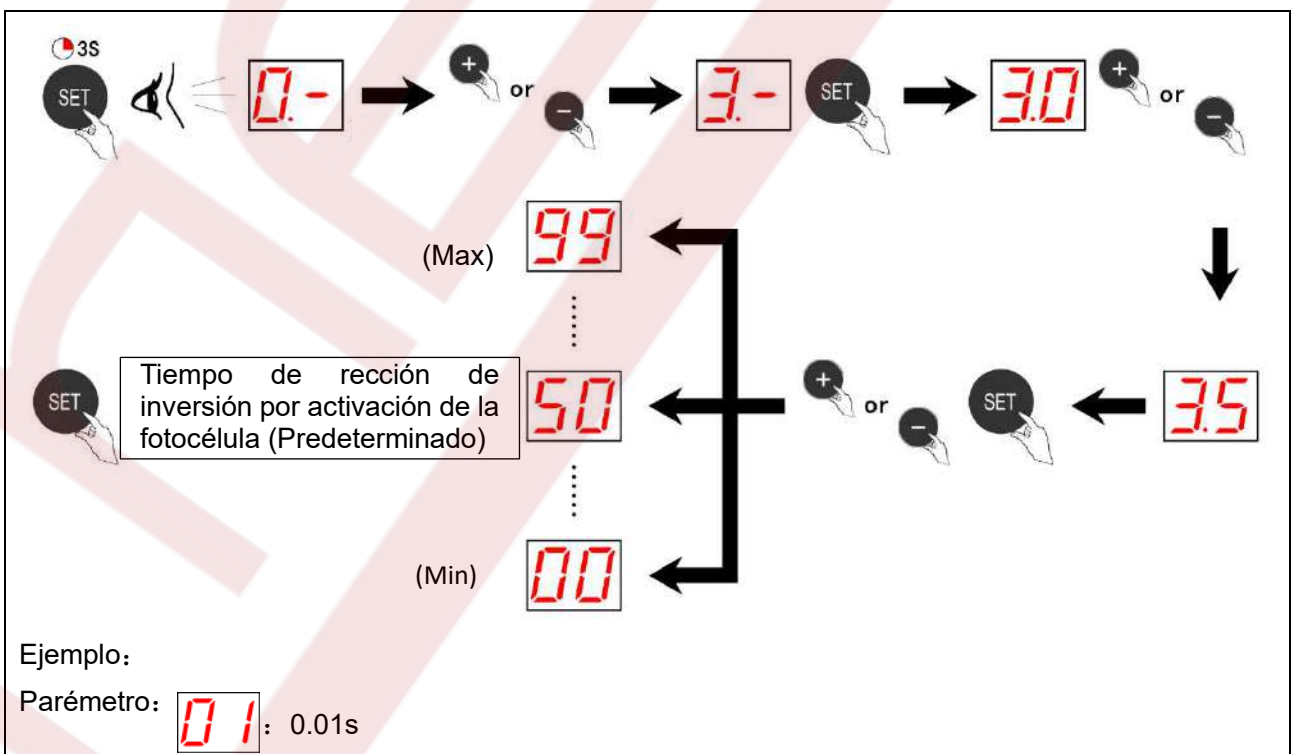 3S
SET 0.- + or - 3.- SET 3.0 + or -
(Max) 99
SET Tiempo de rección de
inversión por activación de la
fotocélula (Predeterminado)
50 + or - SET 3.5
(Min) 00
Ejemplo：
Parémetro： 01： 0.01s